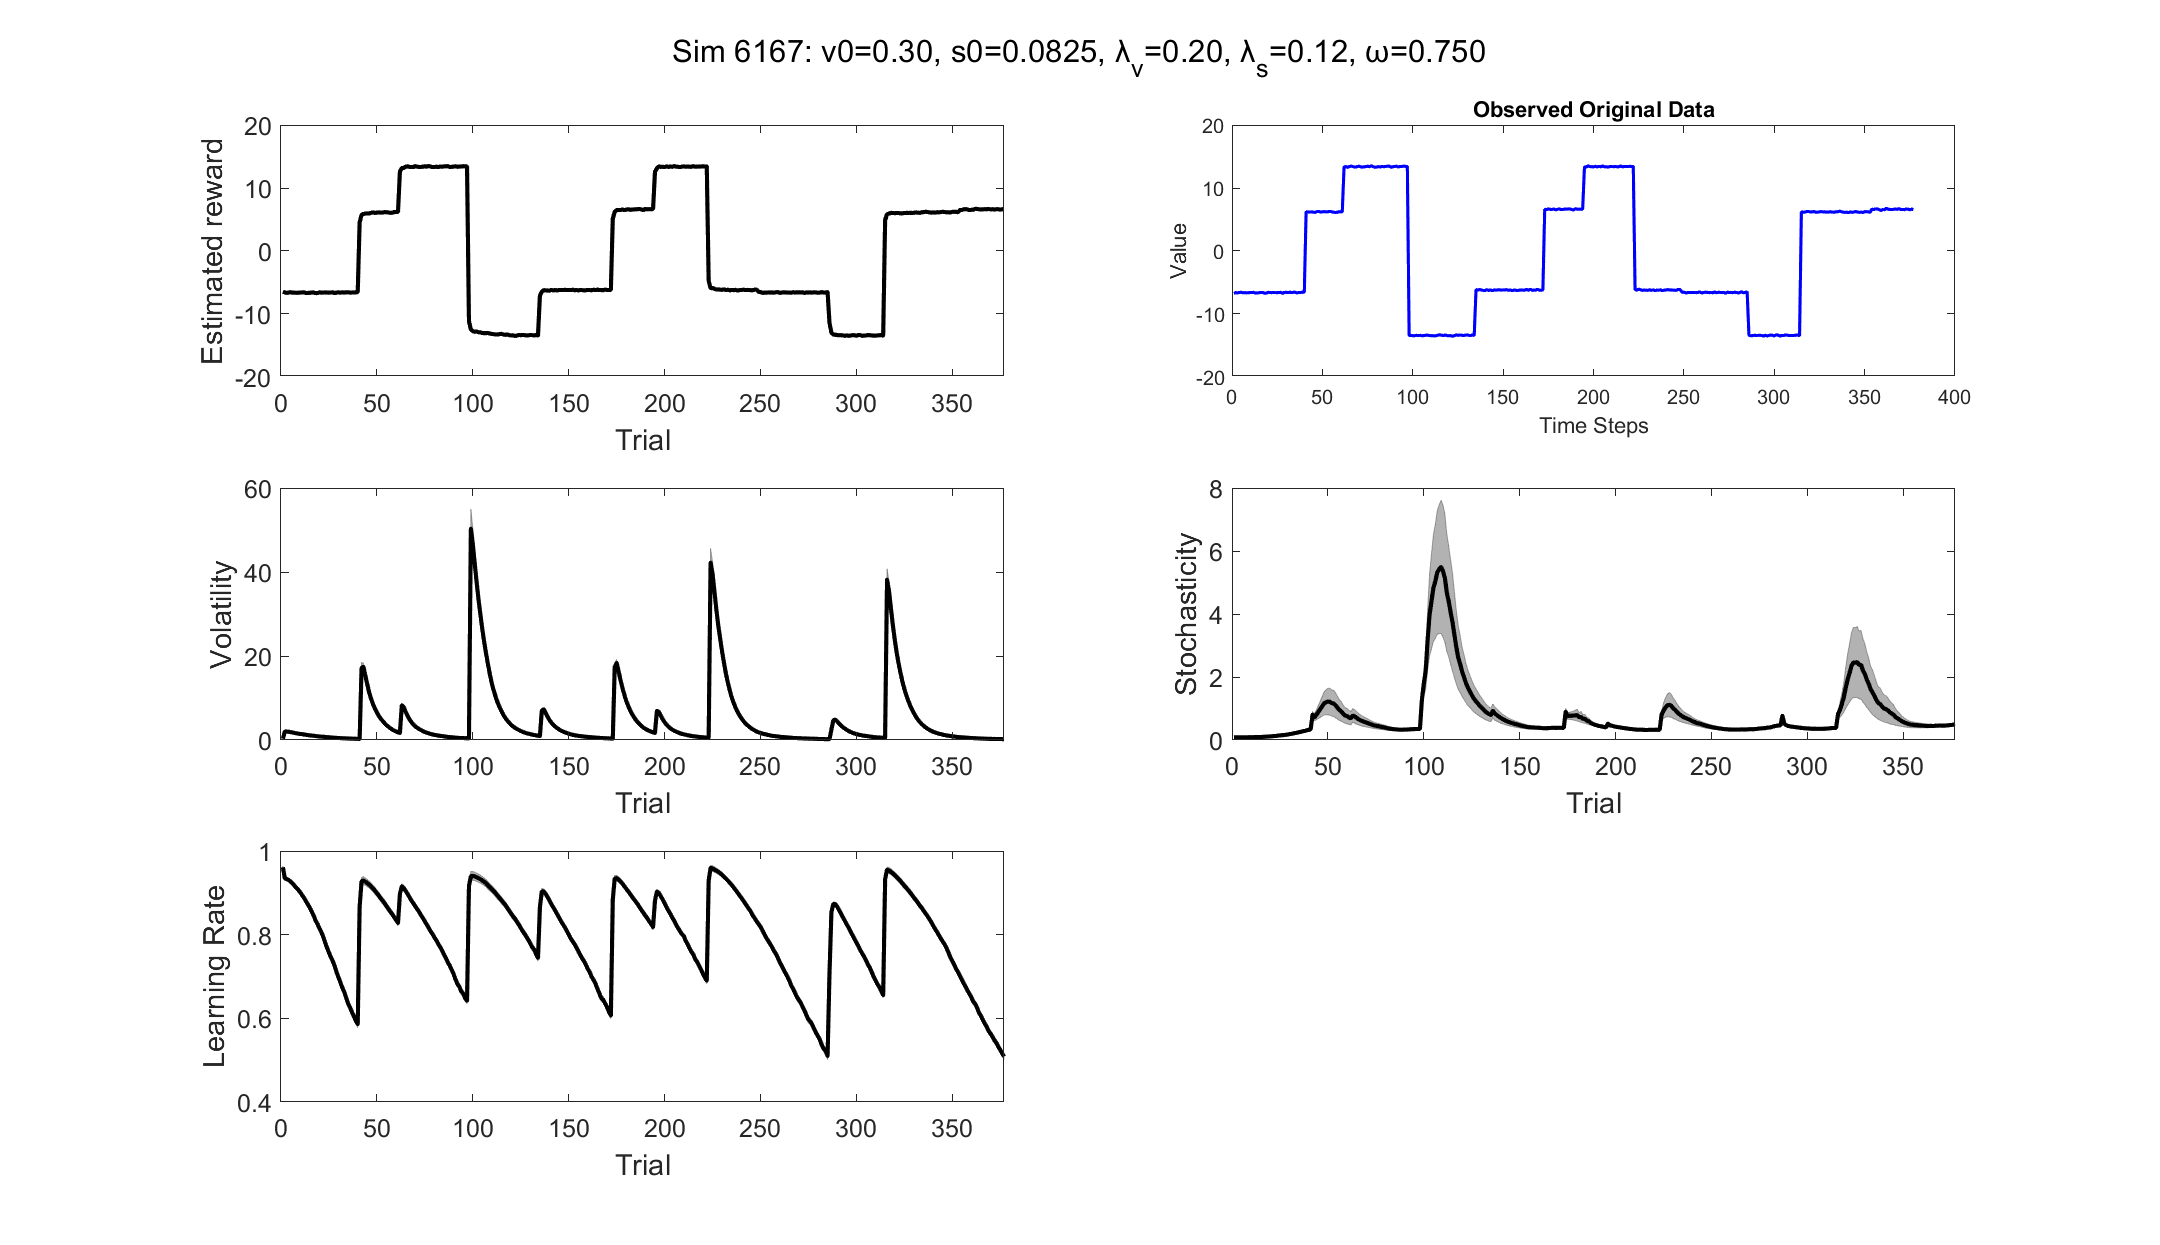 Sim 6167: v0=0.30, s0=0.0825, λ_v=0.20, λ_s=0.12, ω=0.750
20
10
0
-10
-20
Estimated reward
0 50 100 150 200 250 300 350
Trial
Observed Original Data
20
10
0
-10
-20
Value
0 50 100 150 200 250 300 350 400
Time Steps
60
40
20
0
Volatility
0 50 100 150 200 250 300 350
Trial
8
6
4
2
0
Stochasticity
0 50 100 150 200 250 300 350
Trial
1
0.8
0.6
0.4
Learning Rate
0 50 100 150 200 250 300 350
Trial